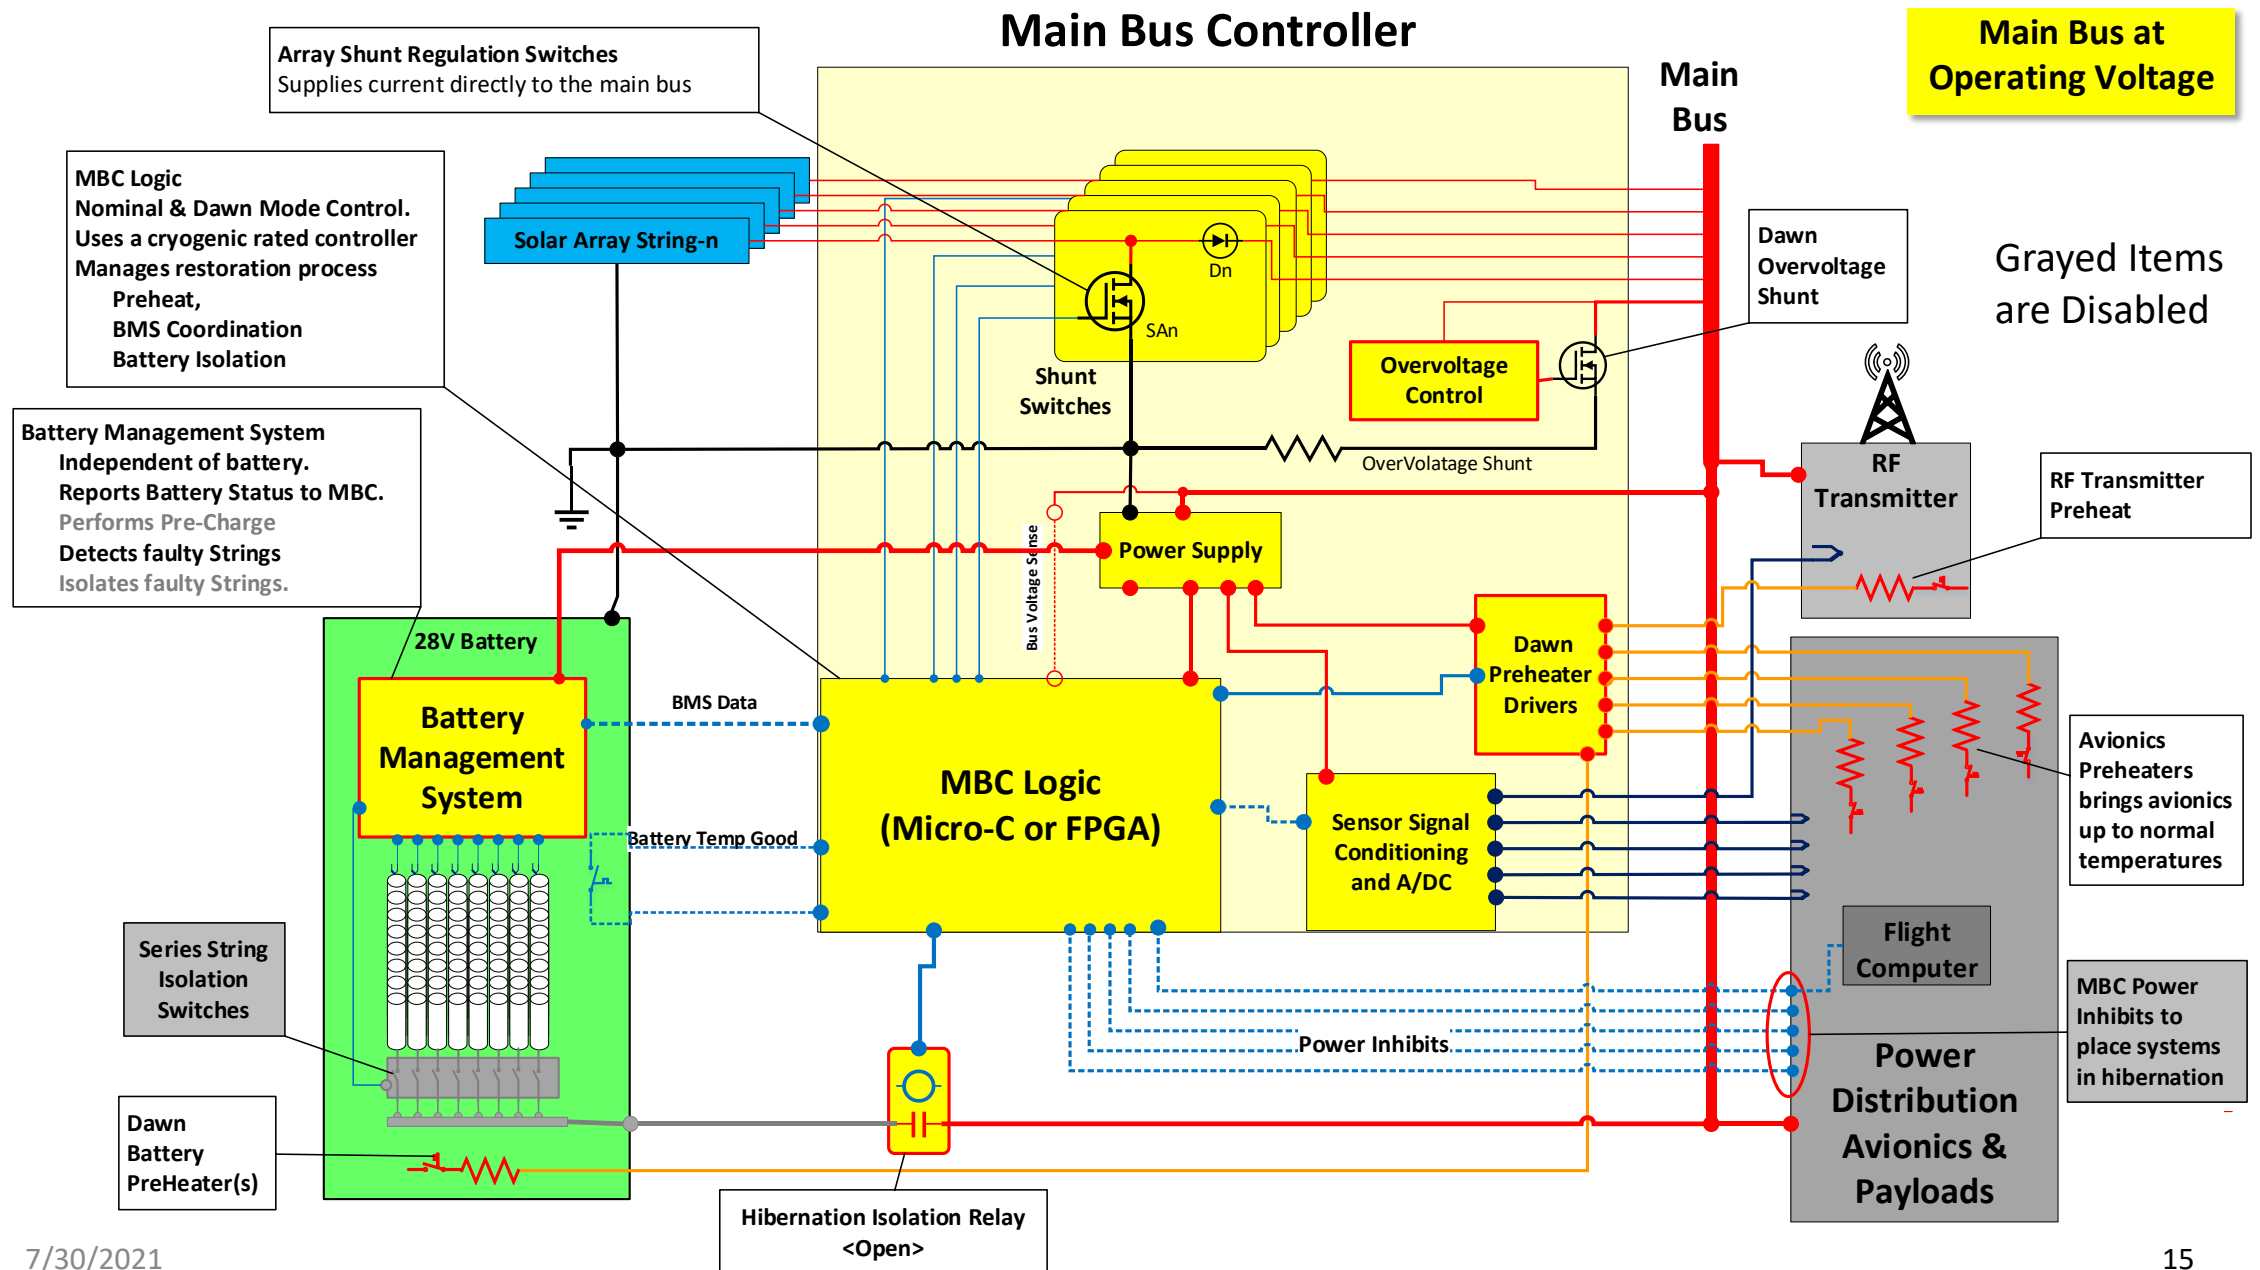 Main Bus Controller
Main Bus at
Operating Voltage
Array Shunt Regulation Switches
Supplies current directly to the main bus
Main
Bus
MBC Logic
Nominal & Dawn Mode Control.
Uses a cryogenic rated controller
Manages restoration process
Preheat,
BMS Coordination
Battery Isolation
Solar Array String-n
Dn
SAn
Shunt
Switches
Dawn
Overvoltage
Shunt
Grayed Items
are Disabled
Overvoltage
Control
OverVolatage Shunt
Battery Management System
Independent of battery.
Reports Battery Status to MBC.
Performs Pre-Charge
Detects faulty Strings
Isolates faulty Strings.
RF
Transmitter
RF Transmitter
Preheat
Bus Voltage Sense
Power Supply
28V Battery
Battery
Management
System
BMS Data
Battery Temp Good
MBC Logic
(Micro-C or FPGA)
Dawn
Preheater
Drivers
Sensor Signal
Conditioning
and A/DC
Avionics
Preheaters
brings avionics
up to normal
temperatures
Series String
Isolation
Switches
Flight
Computer
MBC Power
Inhibits to
place systems
in hibernation
Power Inhibits
Power
Distribution
Avionics &
Payloads
Dawn
Battery
PreHeater(s)
Hibernation Isolation Relay
<Open>
7/30/2021
15